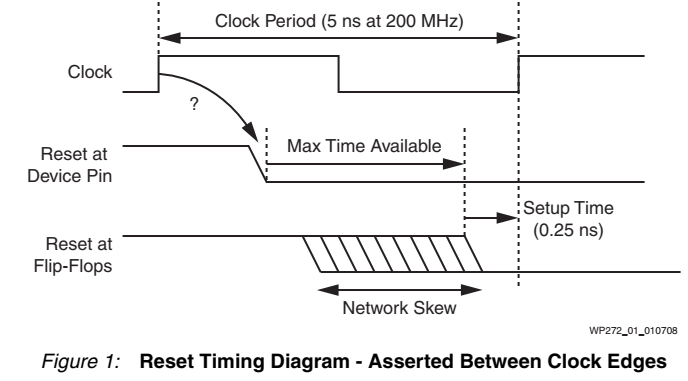 Clock Period (5 ns at 200 MHz)
Clock
?
Max Time Available
Reset at
Device Pin
Setup Time
(0.25 ns)
Reset at
Flip-Flops
Network Skew
WP272_01_010708
Figure 1: Reset Timing Diagram - Asserted Between Clock Edges